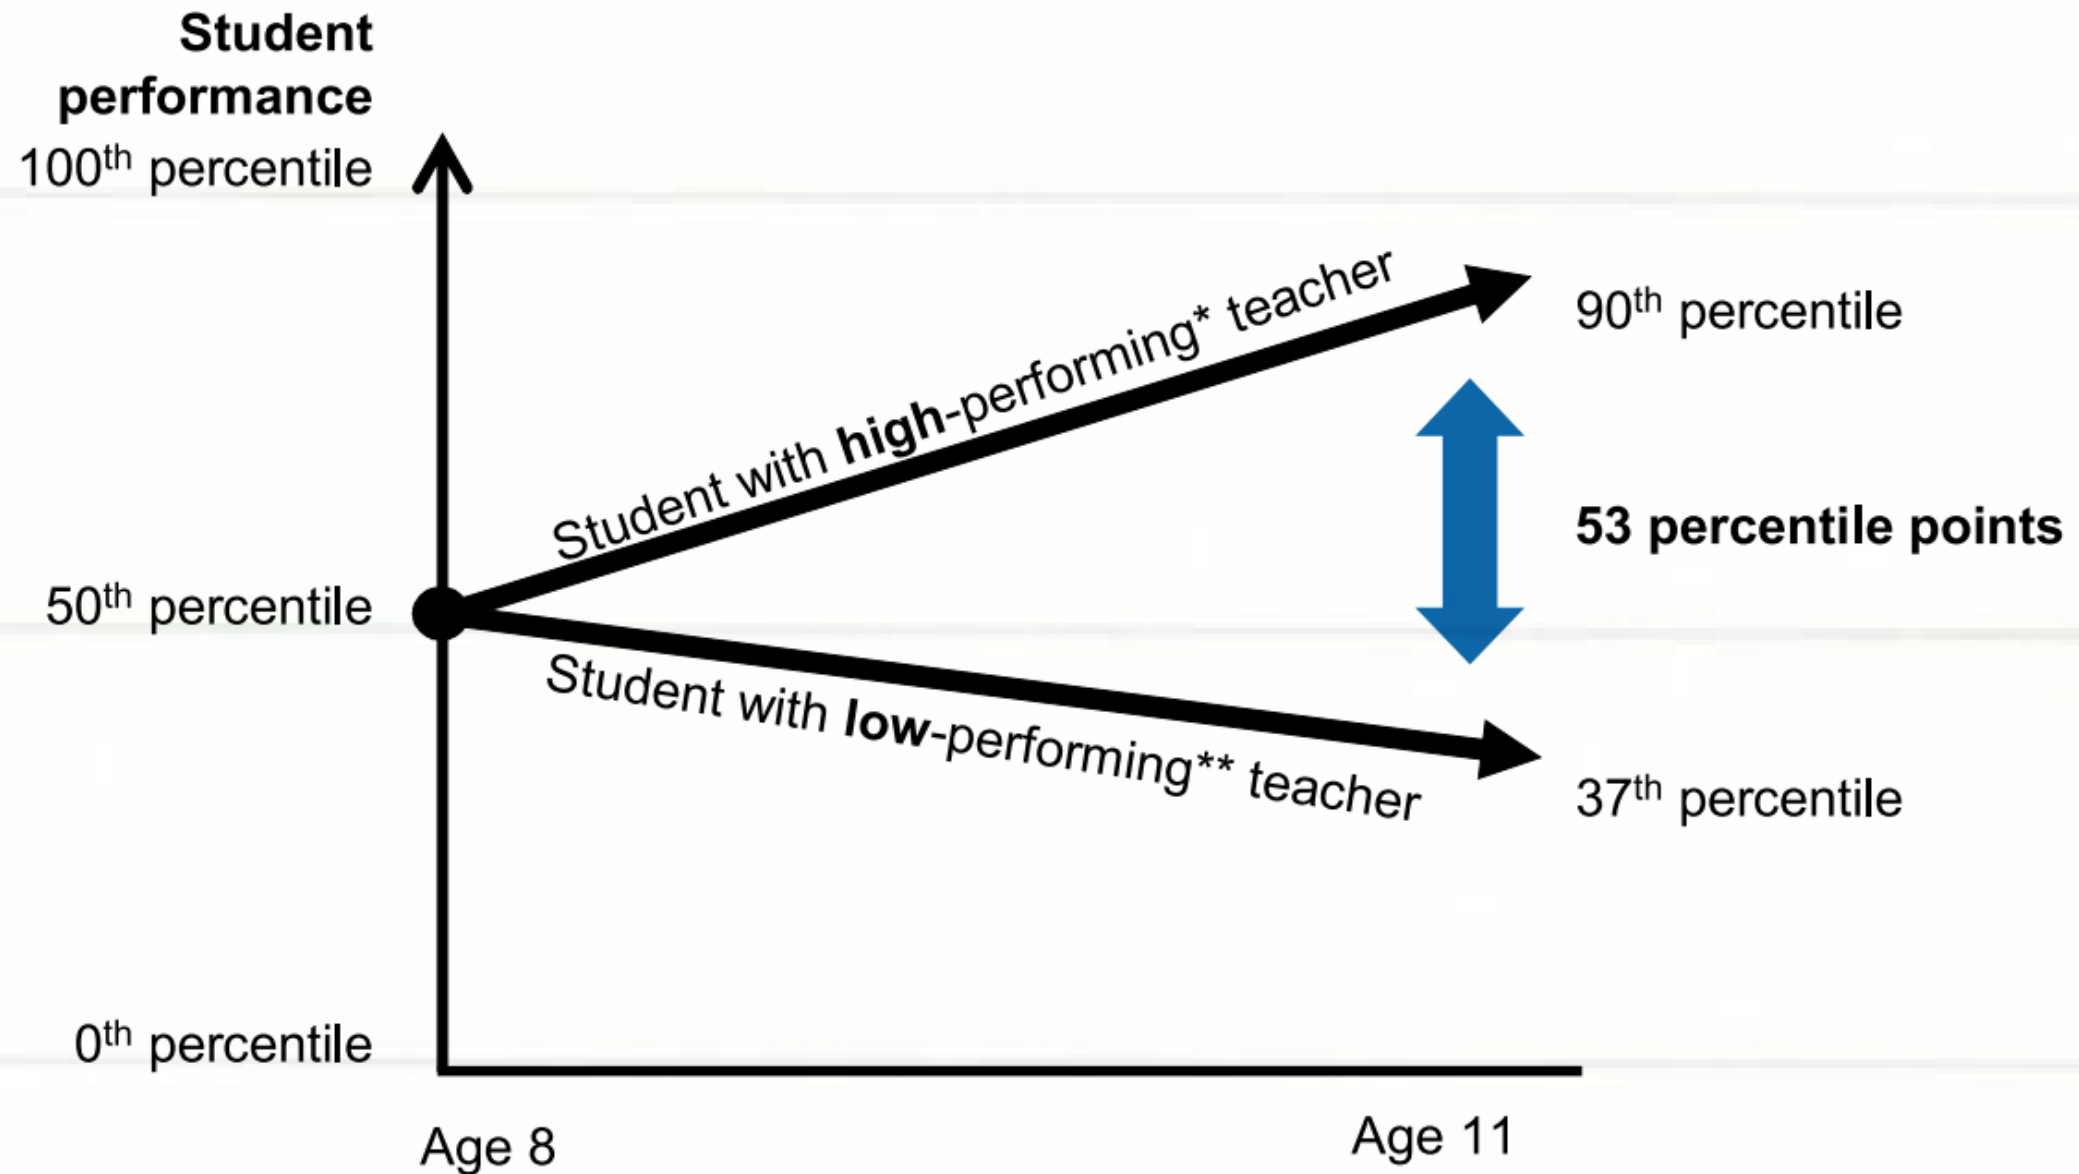 Student
performance
100th percentile
Student with high-performing* teacher
90th percentile
53 percentile points
50th percentile
Student with low-performing** teacher
37th percentile
0th percentile
Age 8
Age 11